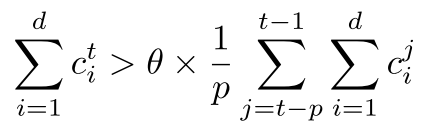 $$\sum_{i=1}^{d} c_i^t > \theta \times \frac{1}{p} \sum_{j=t-p}^{t-1} \sum_{i=1}^{d} c_i^j$$